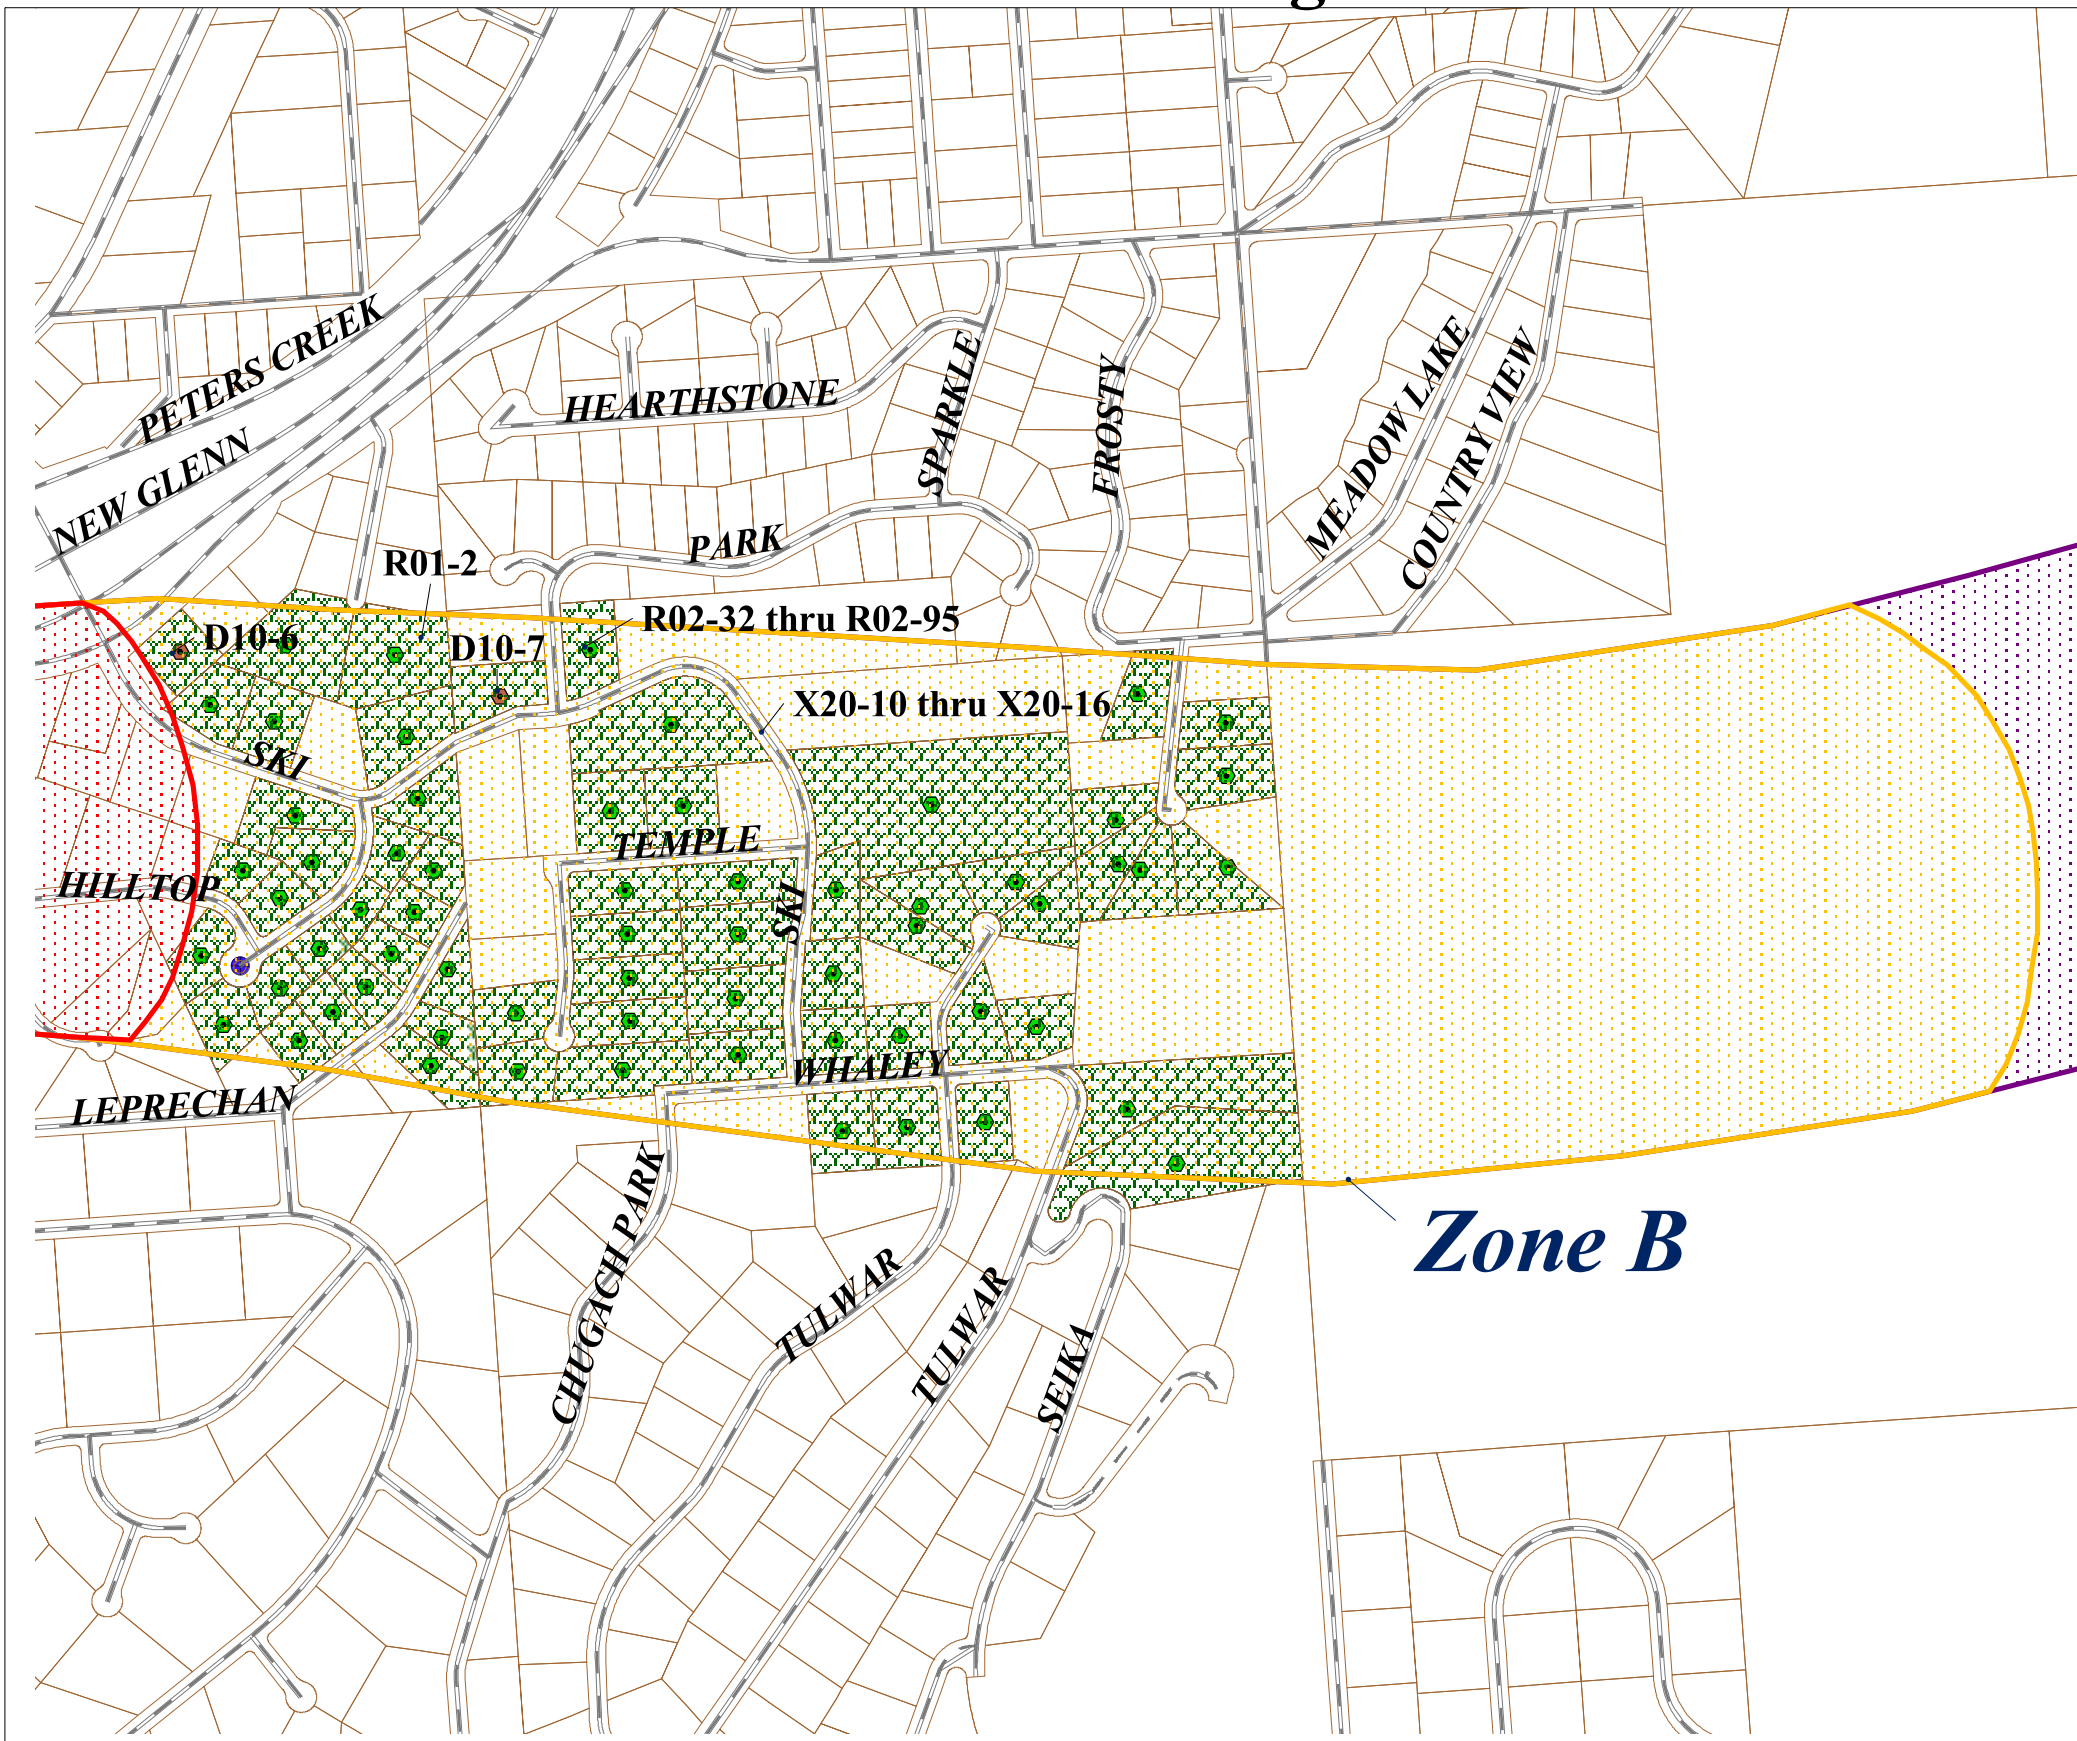 PETERS CREEK
NEW GLENN
HEARTHSTONE
SPARKLE
FROSTY
MEADOW LAKE
COUNTRY VIEW
PARK
R01-2
R02-32 thru R02-95
D10-6
D10-7
X20-10 thru X20-16
SKI
TEMPLE
HILLTOP
SKI
WHALEY
LEPRECHAN
CHUGACH PARK
TULWAR
TULWAR
SEIKA
Zone B